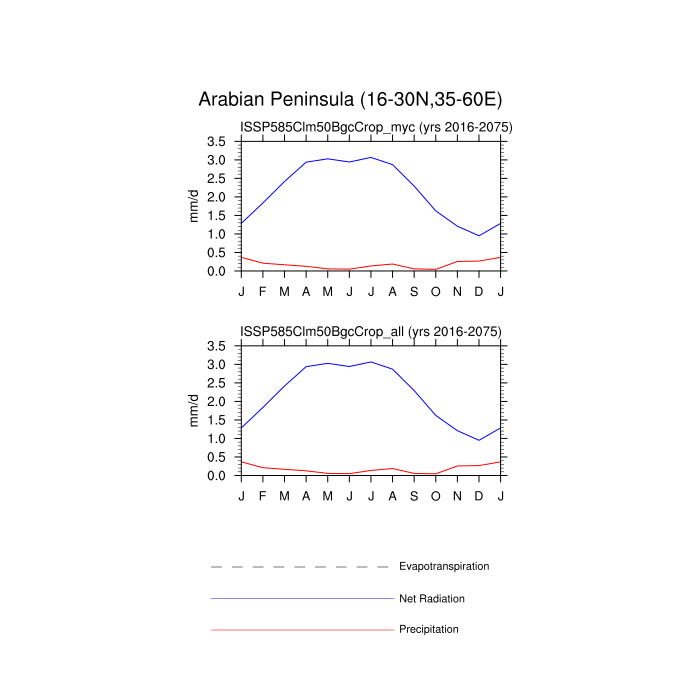 Arabian Peninsula (16-30N,35-60E)
ISSP585Clm50BgcCrop_myc (yrs 2016-2075)
3.5
3.0
2.5
2.0
1.5
1.0
0.5
0.0
mm/d
J F M A M J J A S O N D J
ISSP585Clm50BgcCrop_all (yrs 2016-2075)
3.5
3.0
2.5
2.0
1.5
1.0
0.5
0.0
mm/d
J F M A M J J A S O N D J
Evapotranspiration
Net Radiation
Precipitation